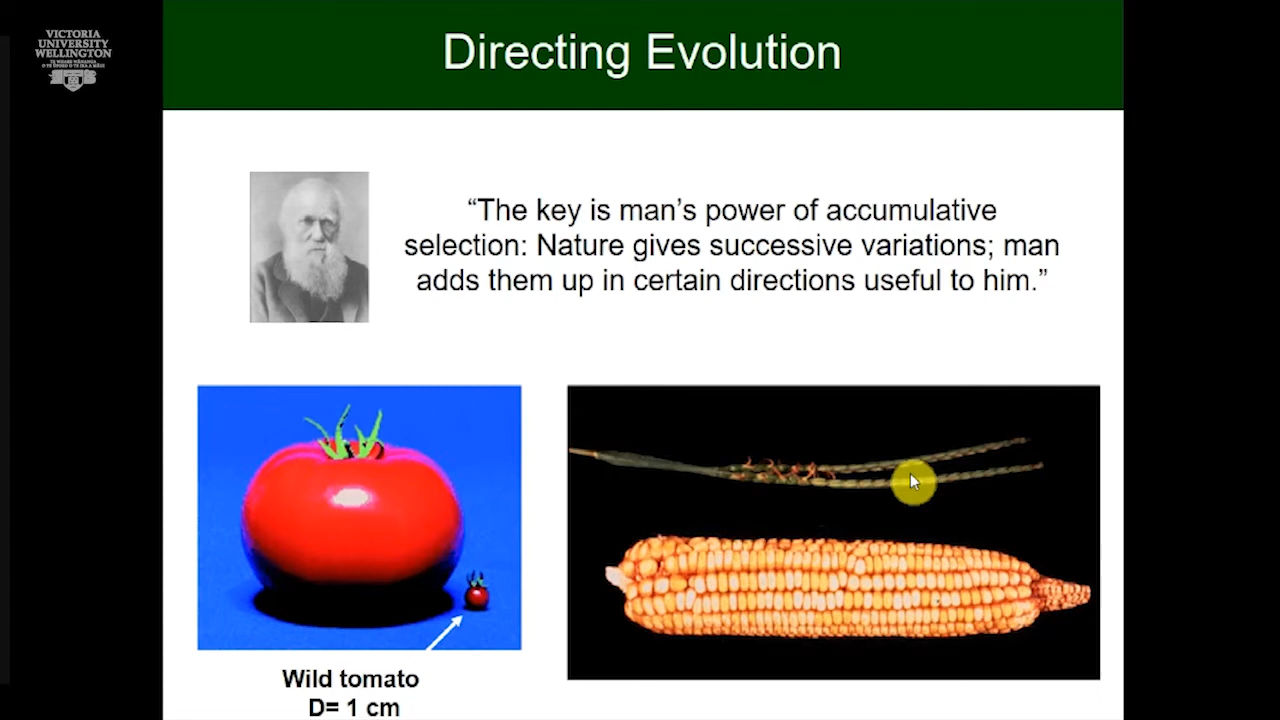 VICTORIA
UNIVERSITY
WELLINGTON
Directing Evolution
“The key is man’s power of accumulative
selection: Nature gives successive variations; man
adds them up in certain directions useful to him.”
Wild tomato
D= 1 cm